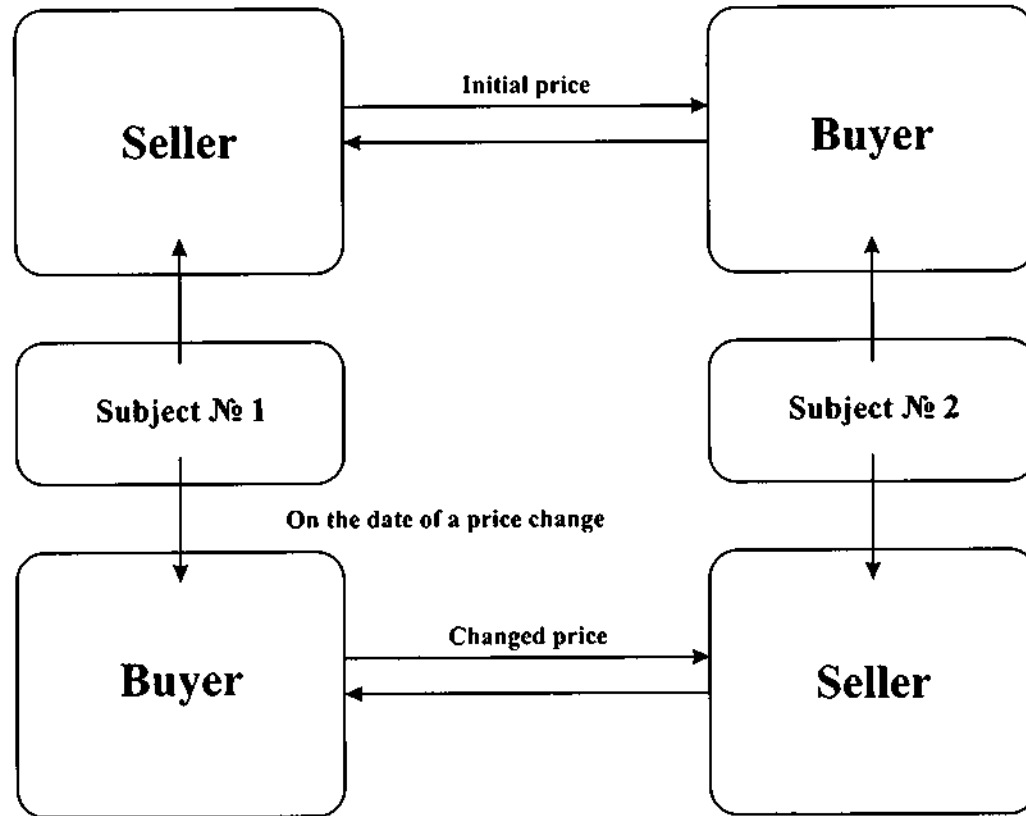 Initial price
Seller
Buyer
Subject № 1
Subject № 2
On the date of a price change
Changed price
Buyer
Seller